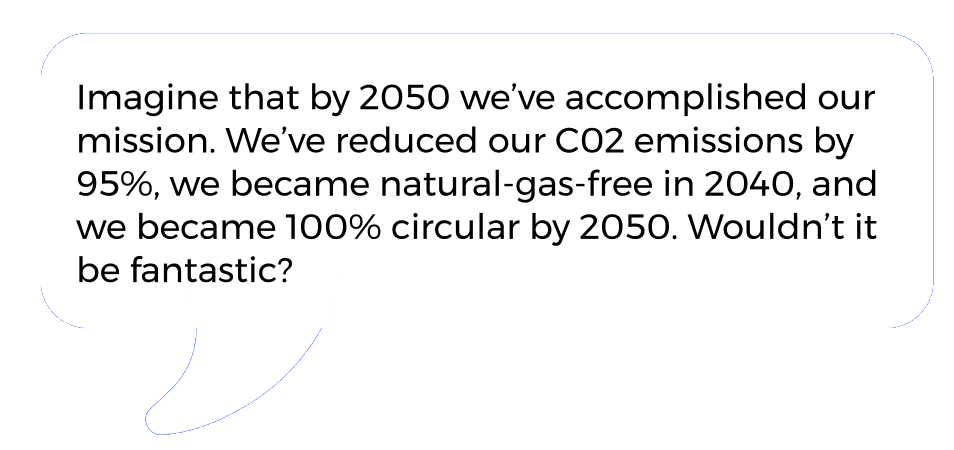 Imagine that by 2050 we’ve accomplished our
mission. We’ve reduced our C02 emissions by
95%, we became natural-gas-free in 2040, and
we became 100% circular by 2050. Wouldn’t it
be fantastic?